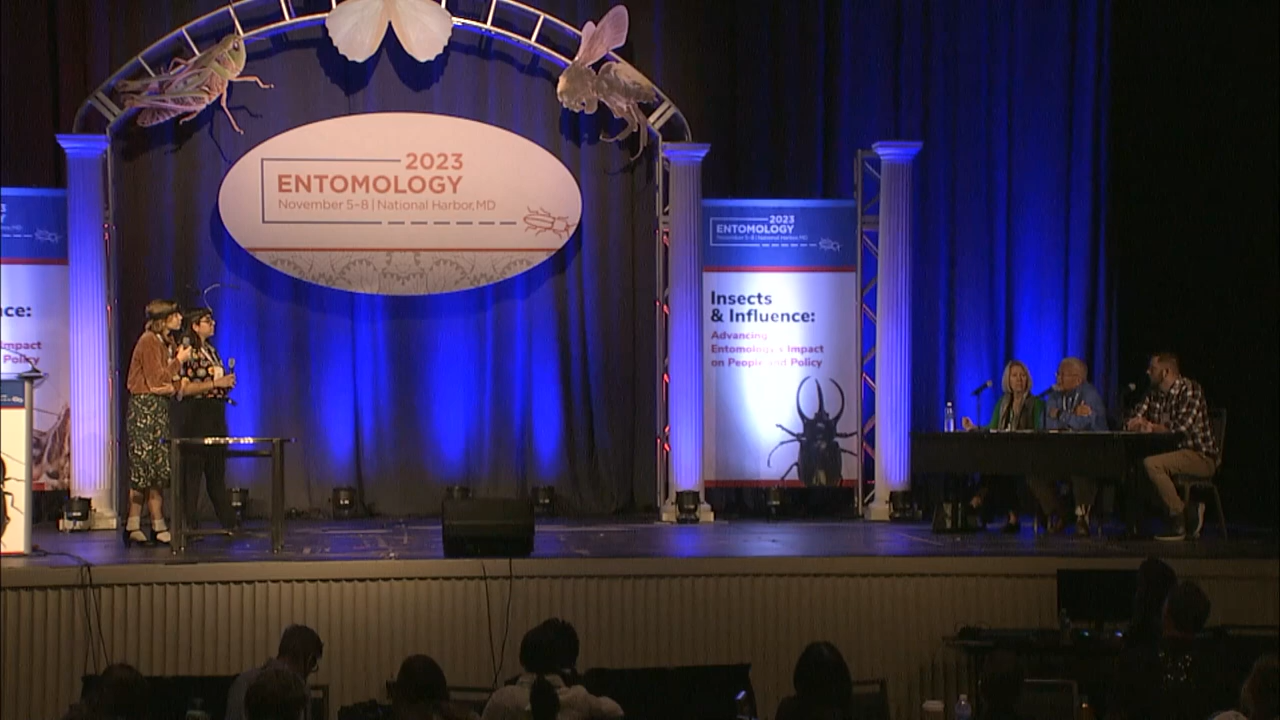 2023
ENTOMOLOGY
November 5-8 | National Harbor, MD
2023
ENTOMOLOGY
November 5-8 | National Harbor, MD
Insects
& Influence:
Advancing
Entomology's Impact
on People and Policy
ce:
Impact
Policy